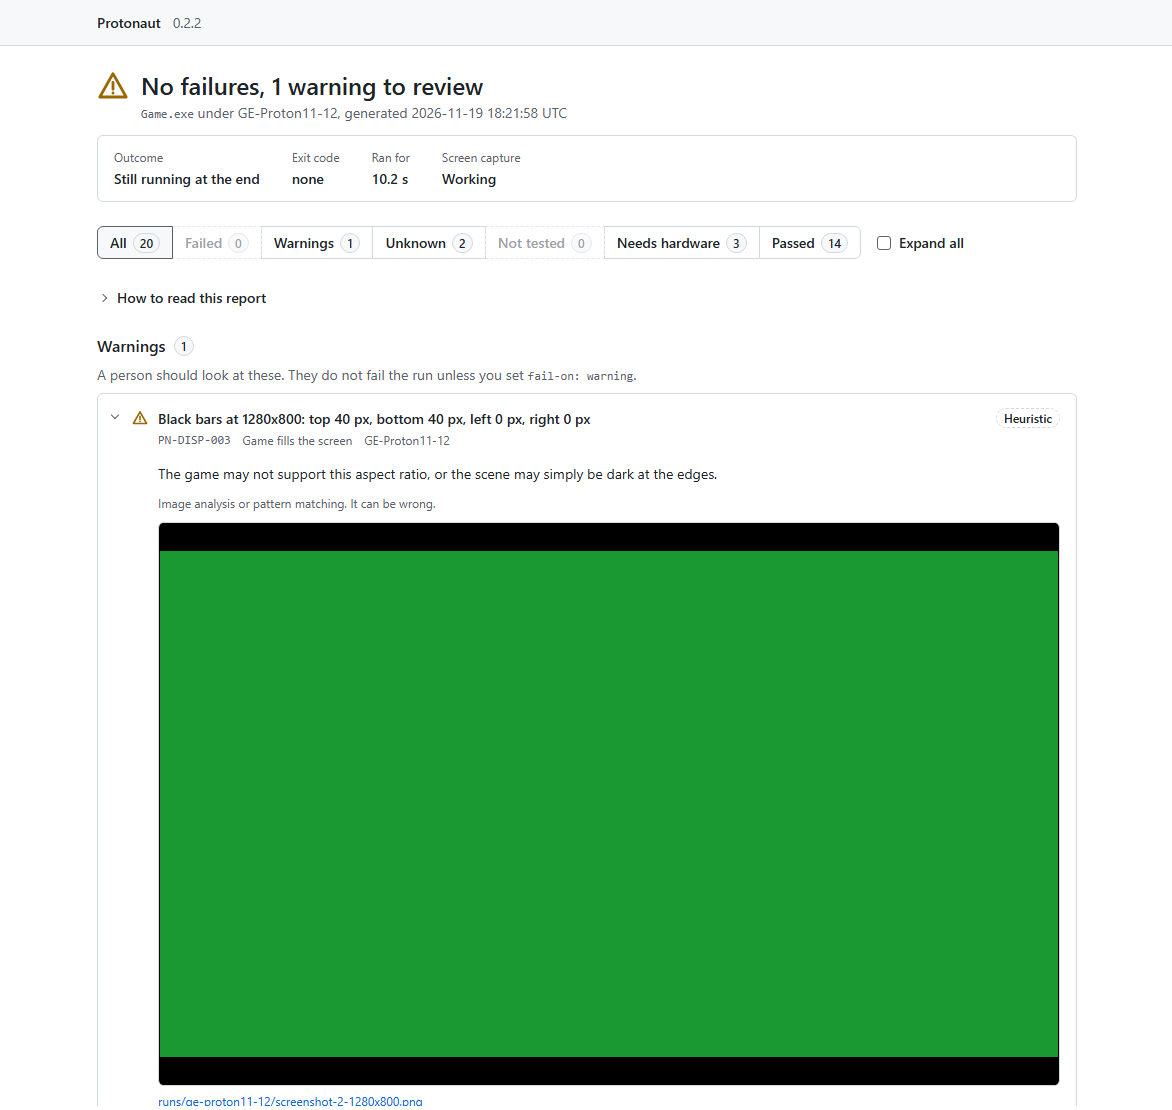 Protonaut 0.2.2
No failures, 1 warning to review
Game.exe under GE-Proton11-12, generated 2026-11-19 18:21:58 UTC
Outcome Exit code Ran for Screen capture
Still running at the end none 10.2 s Working
All 20 Failed 0 Warnings 1 Unknown 2 Not tested 0 Needs hardware 3 Passed 14 Expand all
How to read this report
Warnings 1
A person should look at these. They do not fail the run unless you set fail-on: warning.
Black bars at 1280x800: top 40 px, bottom 40 px, left 0 px, right 0 px Heuristic
PN-DISP-003 Game fills the screen GE-Proton11-12
The game may not support this aspect ratio, or the scene may simply be dark at the edges.
Image analysis or pattern matching. It can be wrong.
runs/ge-proton11-12/screenshot-2-1280x800.png